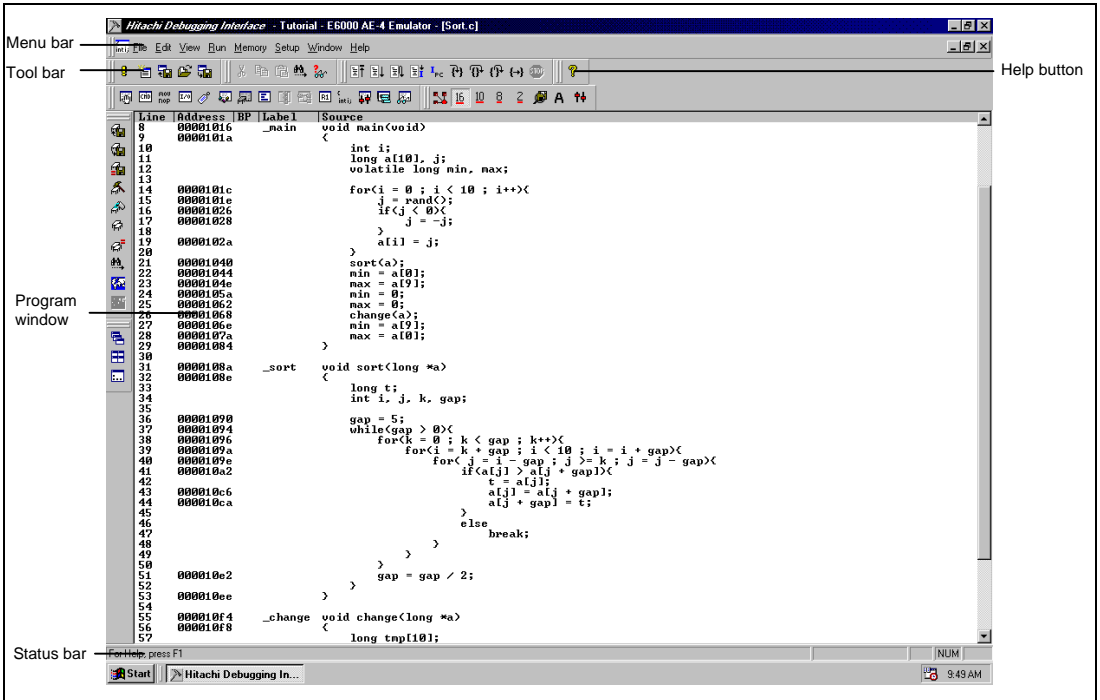 Hitachi Debugging Interface - Tutorial - E6000 AE-4 Emulator - [Sort.c]
Menu bar
File Edit View Run Memory Setup Window Help
Tool bar
Help button
16 10 8 2 A
Line Address BP Label Source
8 00001016 _main void main(void)
9 0000101a {
10 int i;
11 long a[10], j;
12 volatile long min, max;
13
14 0000101c for(i = 0 ; i < 10 ; i++){
15 0000101e j = rand();
16 00001026 if(j < 0){
17 00001028 j = -j;
18 }
19 0000102a a[i] = j;
20 }
21 00001040 sort(a);
22 00001044 min = a[0];
23 0000104e max = a[9];
24 0000105a min = 0;
25 00001062 max = 0;
Program window
26 00001068 change(a);
27 0000106e min = a[9];
28 0000107a max = a[0];
29 00001084 }
30
31 0000108a _sort void sort(long *a)
32 0000108e {
33 long t;
34 int i, j, k, gap;
35
36 00001090 gap = 5;
37 00001094 while(gap > 0){
38 00001096 for(k = 0 ; k < gap ; k++){
39 0000109a for(i = k + gap ; i < 10 ; i = i + gap){
40 0000109e for( j = i - gap ; j >= k ; j = j - gap){
41 000010a2 if(a[j] > a[j + gap]){
42 t = a[j];
43 000010c6 a[j] = a[j + gap];
44 000010ca a[j + gap] = t;
45 }
46 else
47 break;
48 }
49 }
50 }
51 000010e2 gap = gap / 2;
52 }
53 000010ee }
54
55 000010f4 _change void change(long *a)
56 000010f8 {
57 long tmp[10];
Status bar
For Help, press F1
NUM
Start Hitachi Debugging In... 9:49 AM